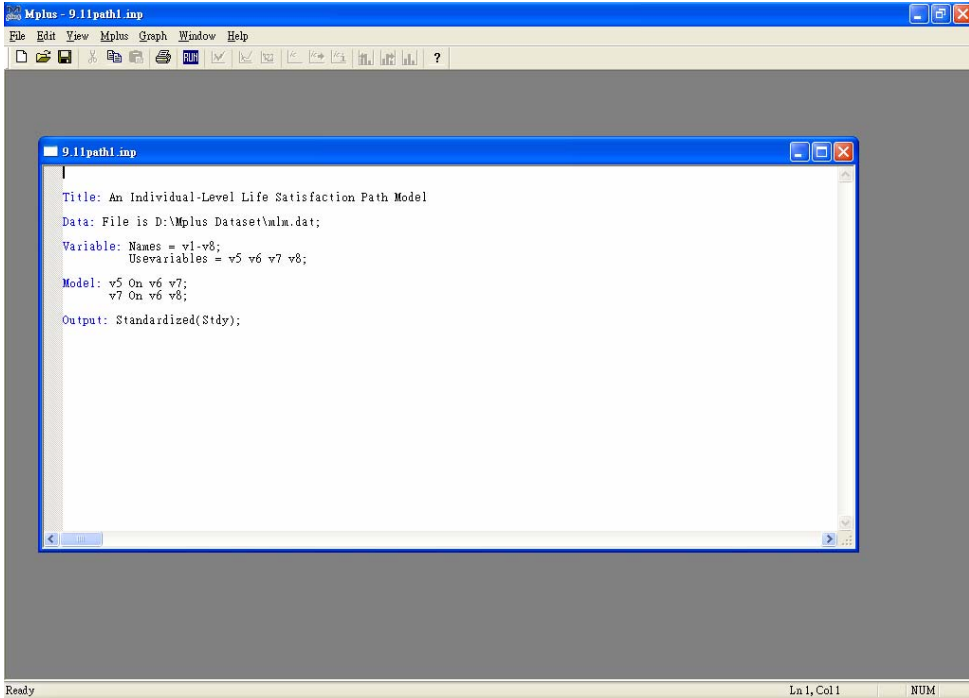 Mplus - 9.11path1.inp
File Edit View Mplus Graph Window Help
RUN ?
9.11path1.inp
Title: An Individual-Level Life Satisfaction Path Model
Data: File is D:\Mplus Dataset\mlm.dat;
Variable: Names = v1-v8;
Usevariables = v5 v6 v7 v8;
Model: v5 On v6 v7;
v7 On v6 v8;
Output: Standardized(Stdy);
Ready Ln 1, Col 1 NUM